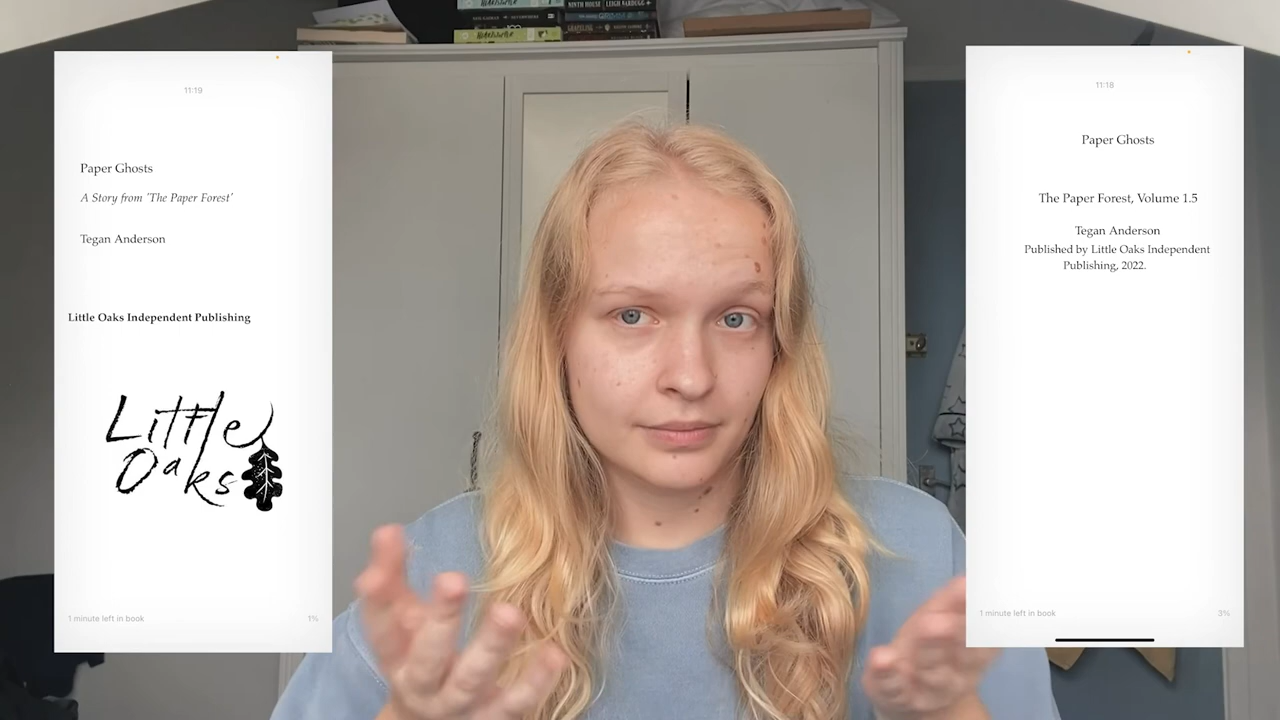 NINTH HOUSE
LEIGH BARDUGO
11:19
Paper Ghosts
A Story from 'The Paper Forest'
Tegan Anderson
Little Oaks Independent Publishing
Little
Oaks
1 minute left in book
1%
11:18
Paper Ghosts
The Paper Forest, Volume 1.5
Tegan Anderson
Published by Little Oaks Independent
Publishing, 2022.
1 minute left in book
3%